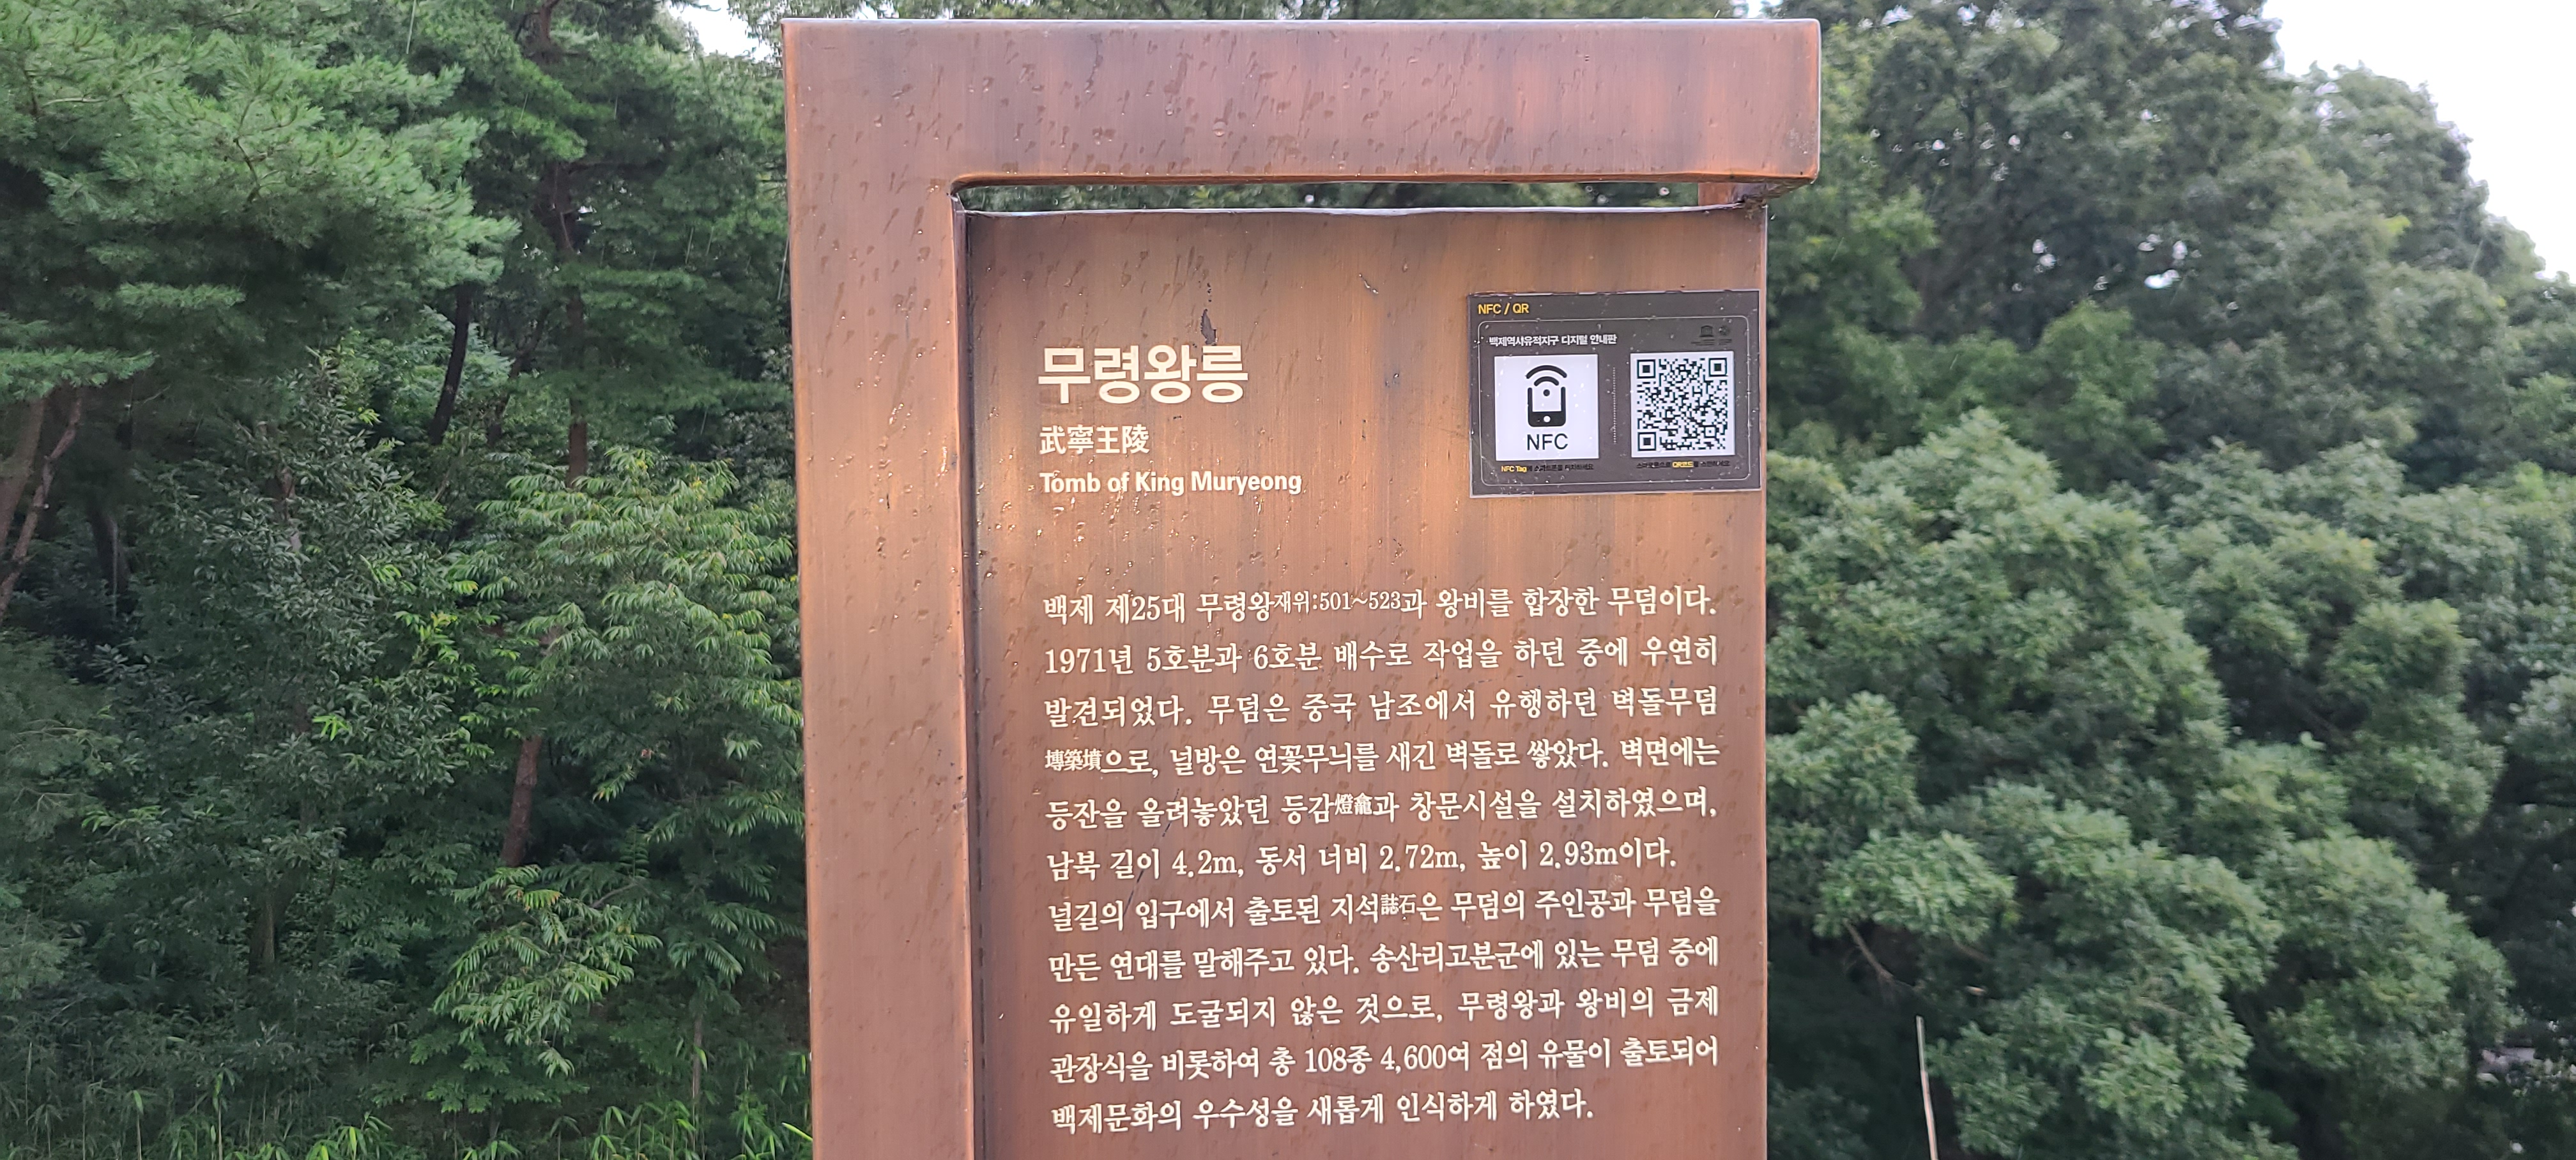 무령왕릉
武寧王陵
Tomb of King Muryeong
NFC / QR
백제역사유적지구 디지털 안내판
NFC
백제 제25대 무령왕재위:501~523과 왕비를 합장한 무덤이다.
1971년 5호분과 6호분 배수로 작업을 하던 중에 우연히
발견되었다. 무덤은 중국 남조에서 유행하던 벽돌무덤
塼築墳으로, 널방은 연꽃무늬를 새긴 벽돌로 쌓았다. 벽면에는
등잔을 올려놓았던 등감燈龕과 창문시설을 설치하였으며,
남북 길이 4.2m, 동서 너비 2.72m, 높이 2.93m이다.
널길의 입구에서 출토된 지석誌石은 무덤의 주인공과 무덤을
만든 연대를 말해주고 있다. 송산리고분군에 있는 무덤 중에
유일하게 도굴되지 않은 것으로, 무령왕과 왕비의 금제
관장식을 비롯하여 총 108종 4,600여 점의 유물이 출토되어
백제문화의 우수성을 새롭게 인식하게 하였다.